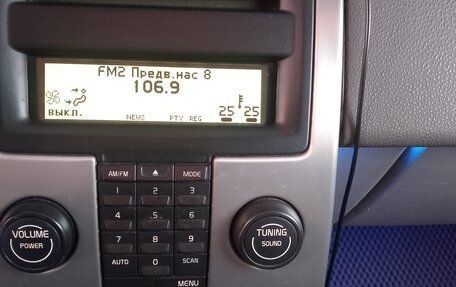 FM2 Предв.нас 8
106.9
25 25
ВЫКЛ. NEWS PTY REG
AM/FM MODE
1 2 3
4 5 6
VOLUME POWER 7 8 9 TUNING SOUND
AUTO 0 SCAN
MENU